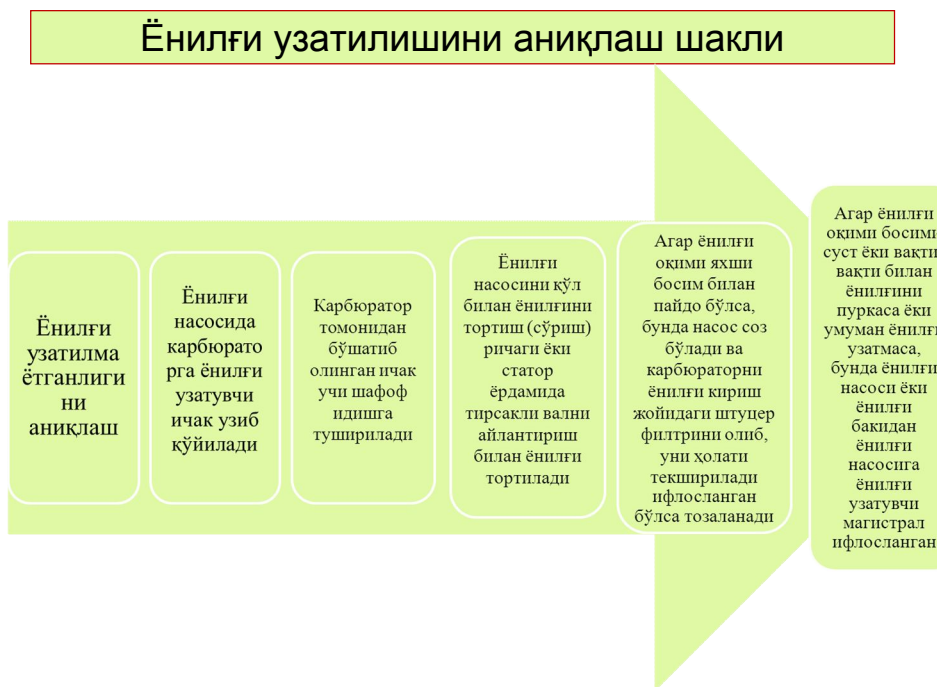 Ёнилғи узатилишини аниқлаш шакли
Ёнилғи
узатилма
ётганлиги
ни
аниқлаш
Ёнилғи
насосида
карбюрато
рга ёнилғи
узатувчи
ичак узиб
қўйилади
Карбюратор
томонидан
бўшатиб
олинган ичак
учи шафоф
идишга
туширилади
Ёнилғи
насосини қўл
билан ёнилғини
тортиш (сўриш)
ричаги ёки
статор
ёрдамида
тирсакли вални
айлантириш
билан ёнилғи
тортилади
Агар ёнилғи
оқими яхши
босим билан
пайдо бўлса,
бунда насос соз
бўлади ва
карбюраторни
ёнилғи кириш
жойидаги штуцер
филтрини олиб,
уни ҳолати
текширилади
ифлосланган
бўлса тозаланади
Агар ёнилғи
оқими босими
суст ёки вақти
вақти билан
ёнилғини
пуркаса ёки
умуман ёнилғи
узатмаса,
бунда ёнилғи
насоси ёки
ёнилғи
бакидан
ёнилғи
насосига
ёнилғи
узатувчи
магистрал
ифлосланган